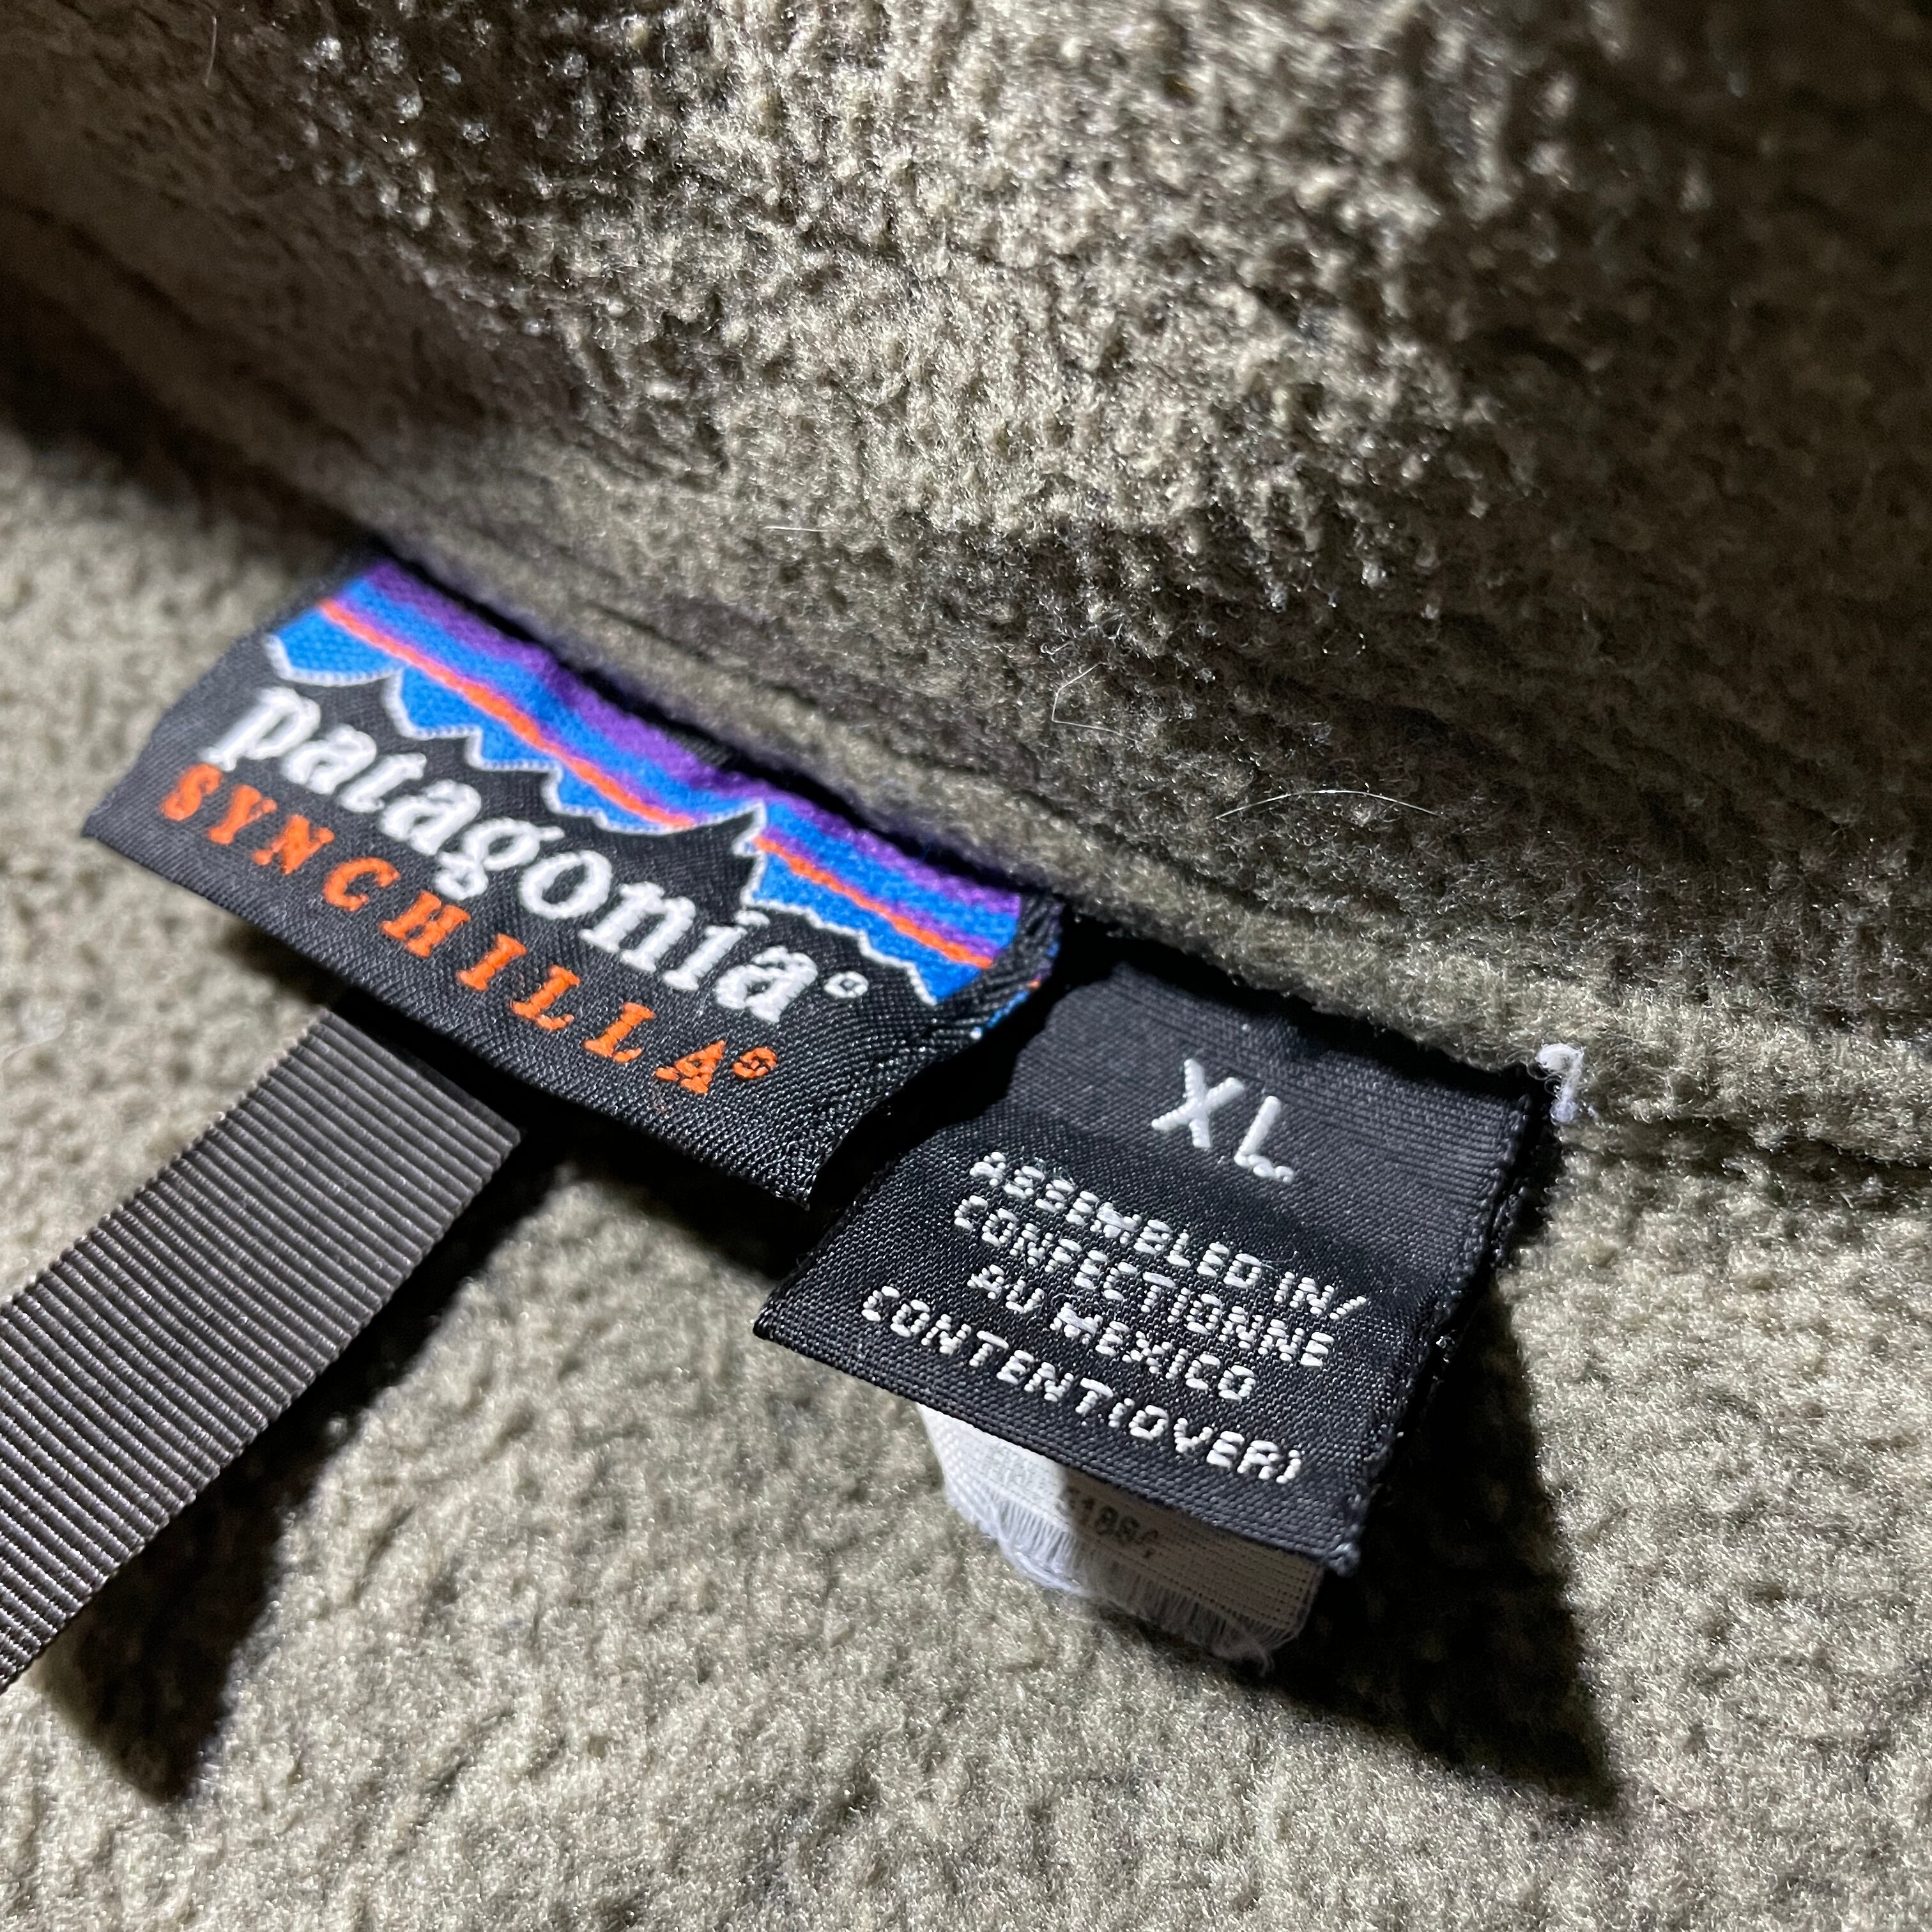 patagonia®
SYNCHILLA®
XL
ASSEMBLED IN/
CONFECTIONNE
AU MEXICO
CONTENT(OVER)